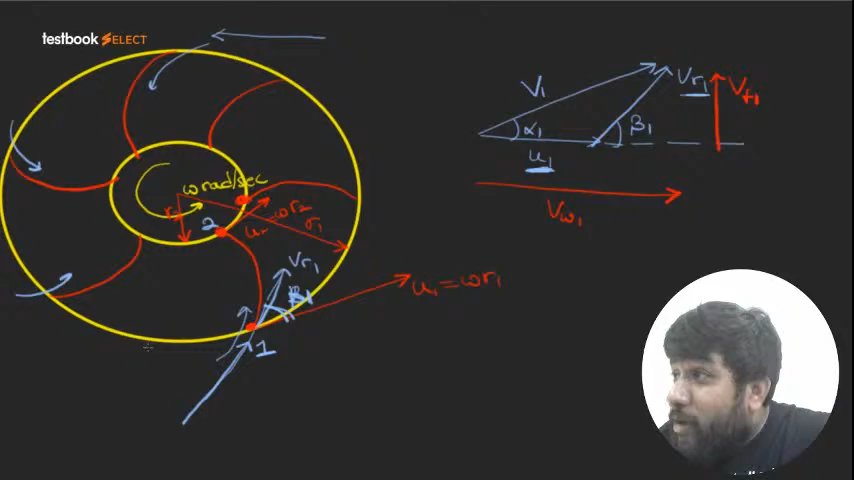 testbook SELECT
V1
Vr1
Vf1
α1
β1
u1
Vω1
ω rad/sec
r2
2
u2 = ωr2
r1
Vr1
β1
u1 = ωr1
1